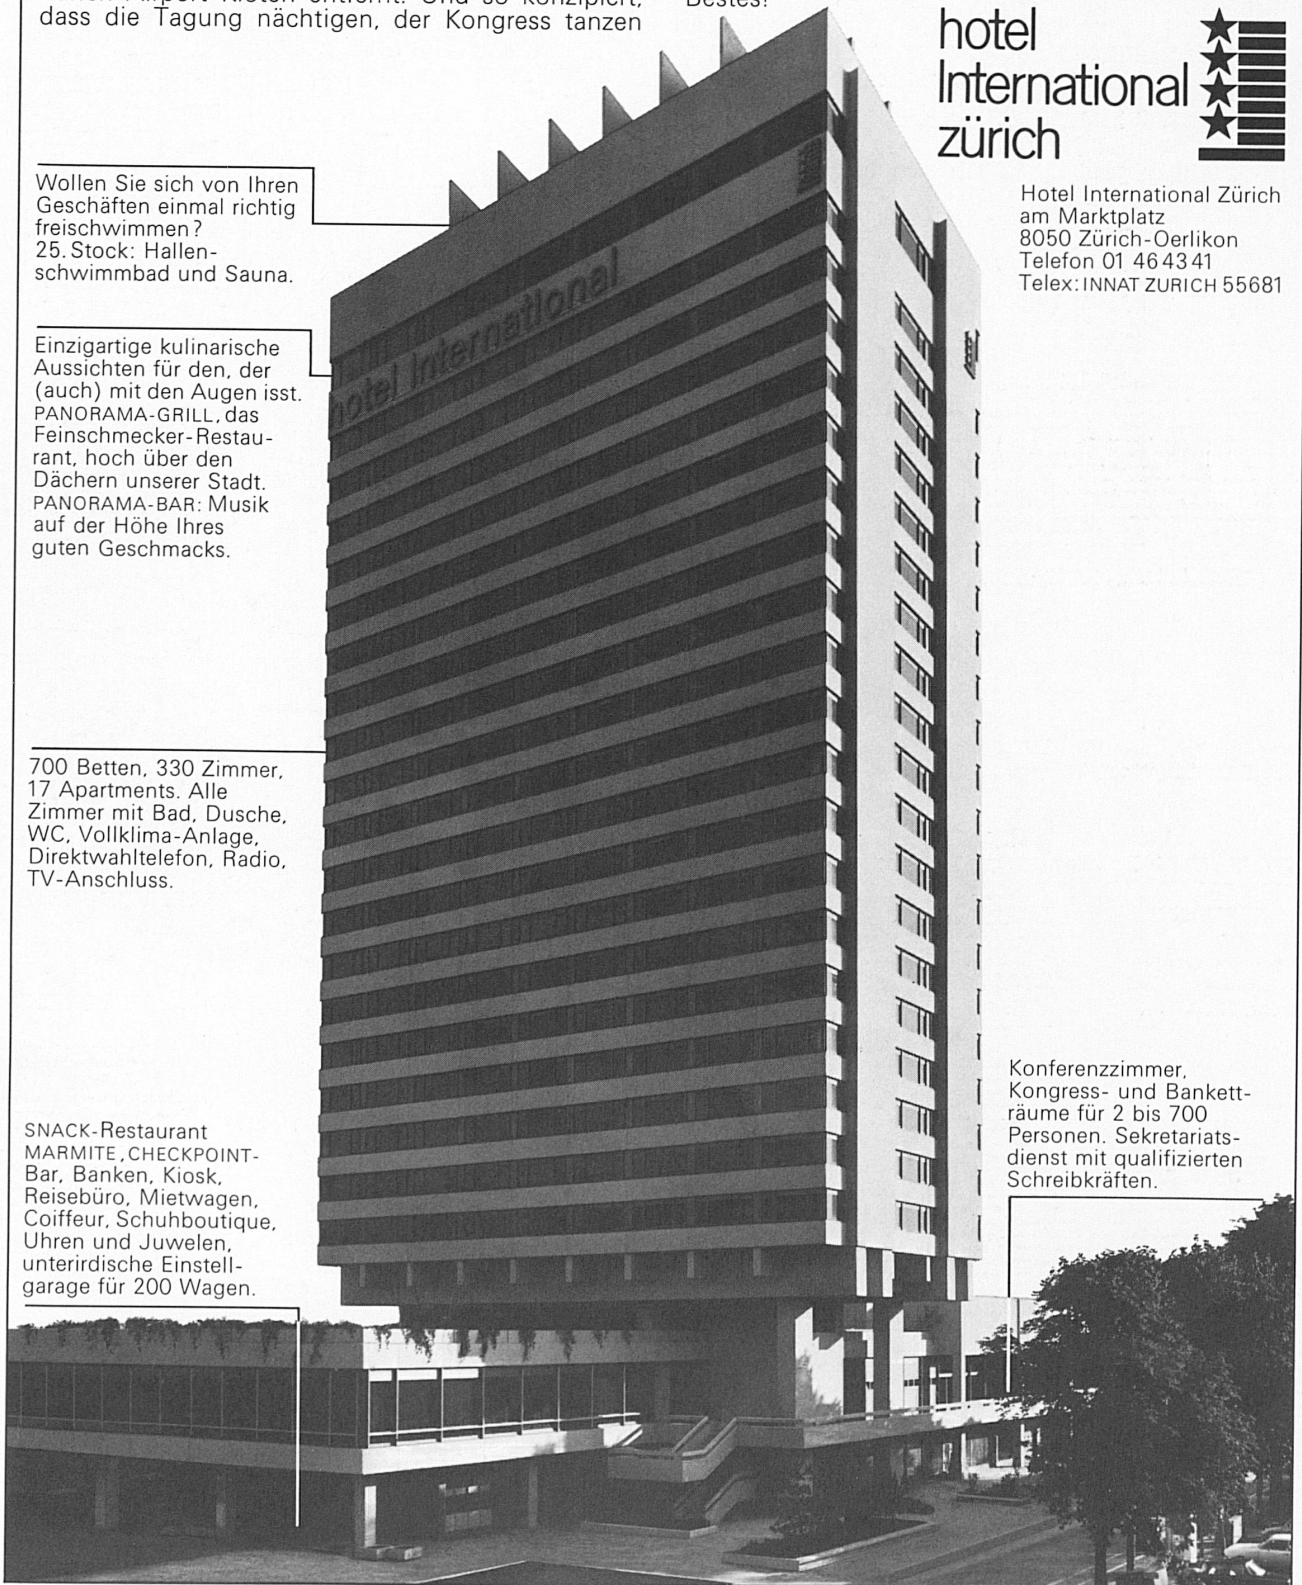 dass die Tagung nächtigen, der Kongress tanzen
hotel
International
zürich
Hotel International Zürich
am Marktplatz
8050 Zürich-Oerlikon
Telefon 01 46 43 41
Telex: INNAT ZURICH 55681
Wollen Sie sich von Ihren
Geschäften einmal richtig
freischwimmen?
25. Stock: Hallen-
schwimmbad und Sauna.
Einzigartige kulinarische
Aussichten für den, der
(auch) mit den Augen isst.
PANORAMA-GRILL, das
Feinschmecker-Restau-
rant, hoch über den
Dächern unserer Stadt.
PANORAMA-BAR: Musik
auf der Höhe Ihres
guten Geschmacks.
hotel International
700 Betten, 330 Zimmer,
17 Apartments. Alle
Zimmer mit Bad, Dusche,
WC, Vollklima-Anlage,
Direktwahltelefon, Radio,
TV-Anschluss.
SNACK-Restaurant
MARMITE, CHECKPOINT-
Bar, Banken, Kiosk,
Reisebüro, Mietwagen,
Coiffeur, Schuhboutique,
Uhren und Juwelen,
unterirdische Einstell-
garage für 200 Wagen.
Konferenzzimmer,
Kongress- und Bankett-
räume für 2 bis 700
Personen. Sekretariats-
dienst mit qualifizierten
Schreibkräften.